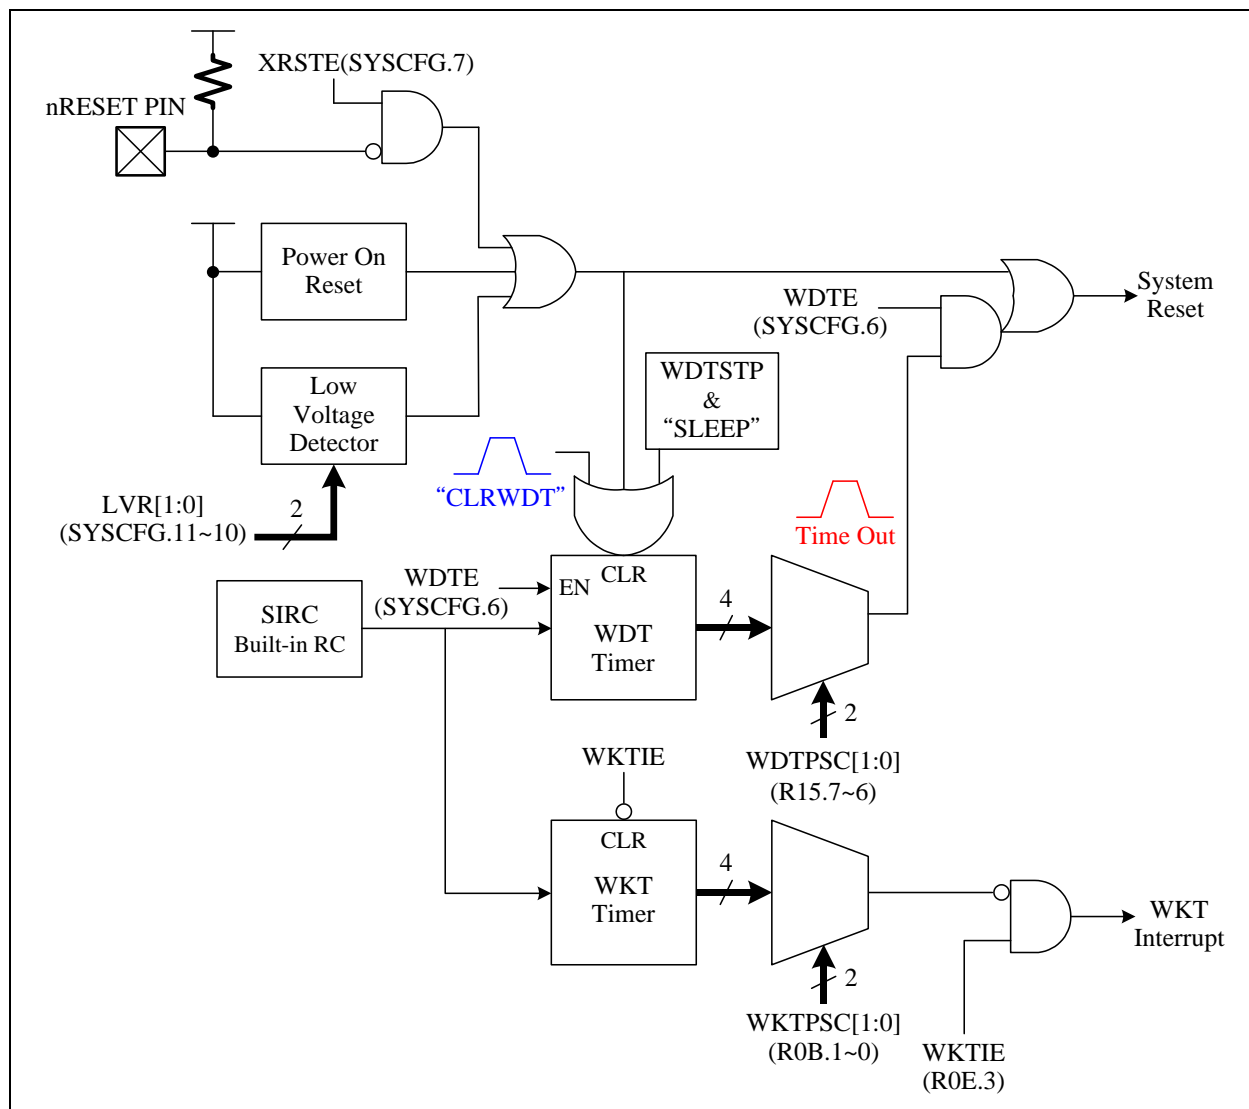 XRSTE(SYSCFG.7)
nRESET PIN
Power On
Reset
System
Reset
WDTE
(SYSCFG.6)
Low
Voltage
Detector
WDTSTP
&
“SLEEP”
“CLRWDT”
LVR[1:0]
(SYSCFG.11~10)
2
Time Out
WDTE
(SYSCFG.6)
EN
CLR
WDT
Timer
4
SIRC
Built-in RC
2
WDTPSC[1:0]
(R15.7~6)
WKTIE
CLR
WKT
Timer
4
WKT
Interrupt
2
WKTPSC[1:0]
(R0B.1~0)
WKTIE
(R0E.3)